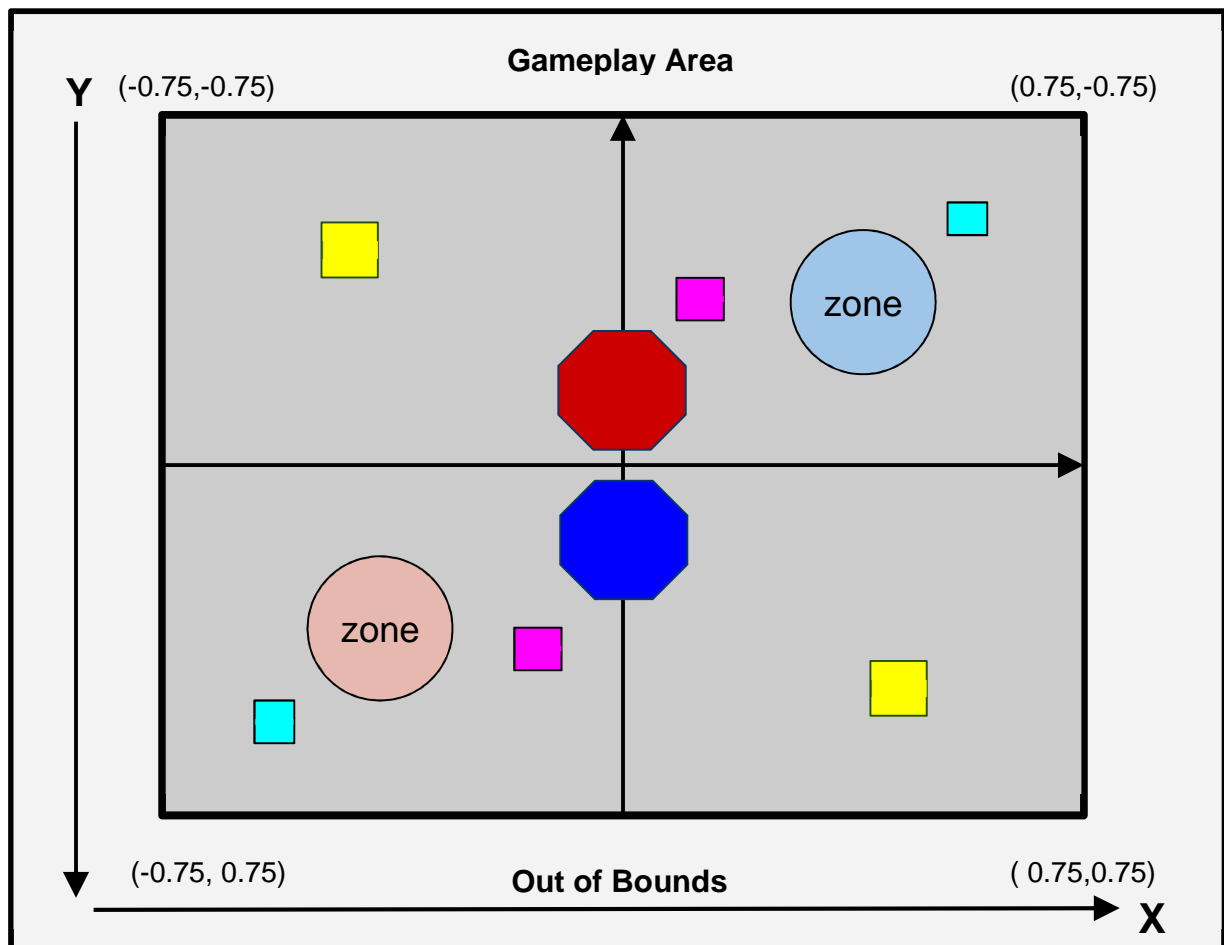 Gameplay Area
Y (-0.75,-0.75) (0.75,-0.75)
zone
zone
(-0.75, 0.75) Out of Bounds ( 0.75,0.75)
X